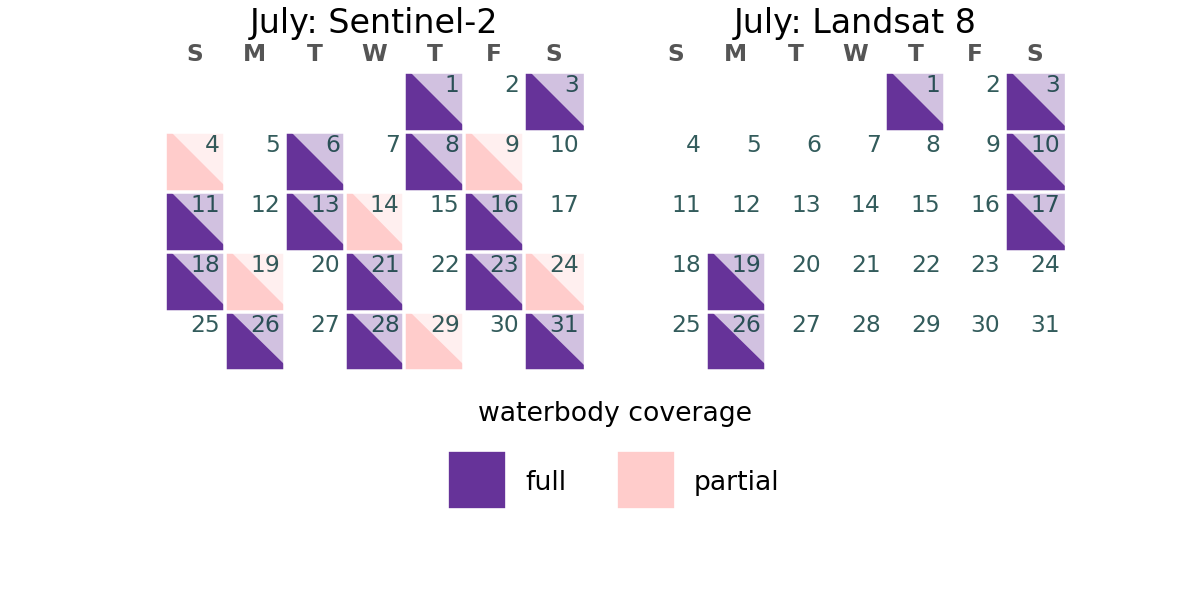 July: Sentinel-2
S M T W T F S
1 2 3
4 5 6 7 8 9 10
11 12 13 14 15 16 17
18 19 20 21 22 23 24
25 26 27 28 29 30 31
July: Landsat 8
S M T W T F S
1 2 3
4 5 6 7 8 9 10
11 12 13 14 15 16 17
18 19 20 21 22 23 24
25 26 27 28 29 30 31
waterbody coverage
full partial